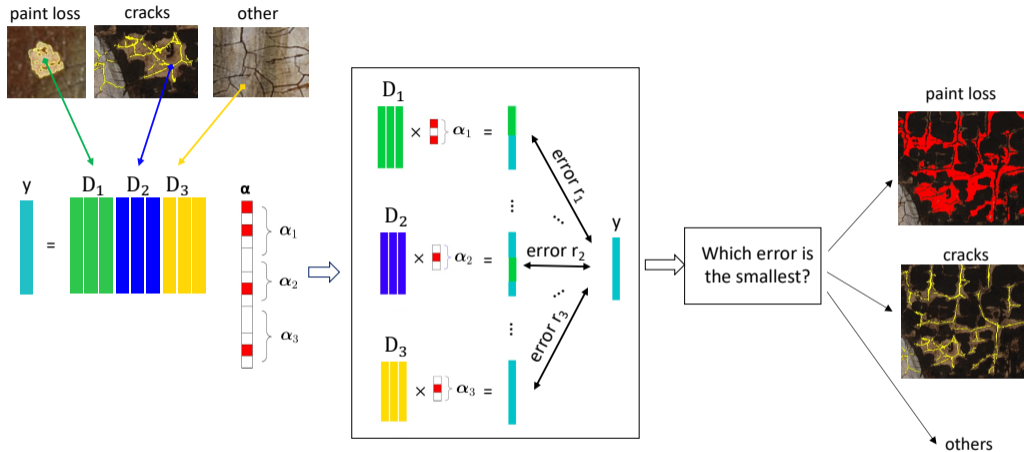 paint loss
cracks
other
y
=
D₁
D₂
D₃
α
α₁
α₂
α₃
D₁
× α₁ =
...
D₂
× α₂ =
...
D₃
× α₃ =
error r₁
...
error r₂
...
error r₃
y
Which error is
the smallest?
paint loss
cracks
others